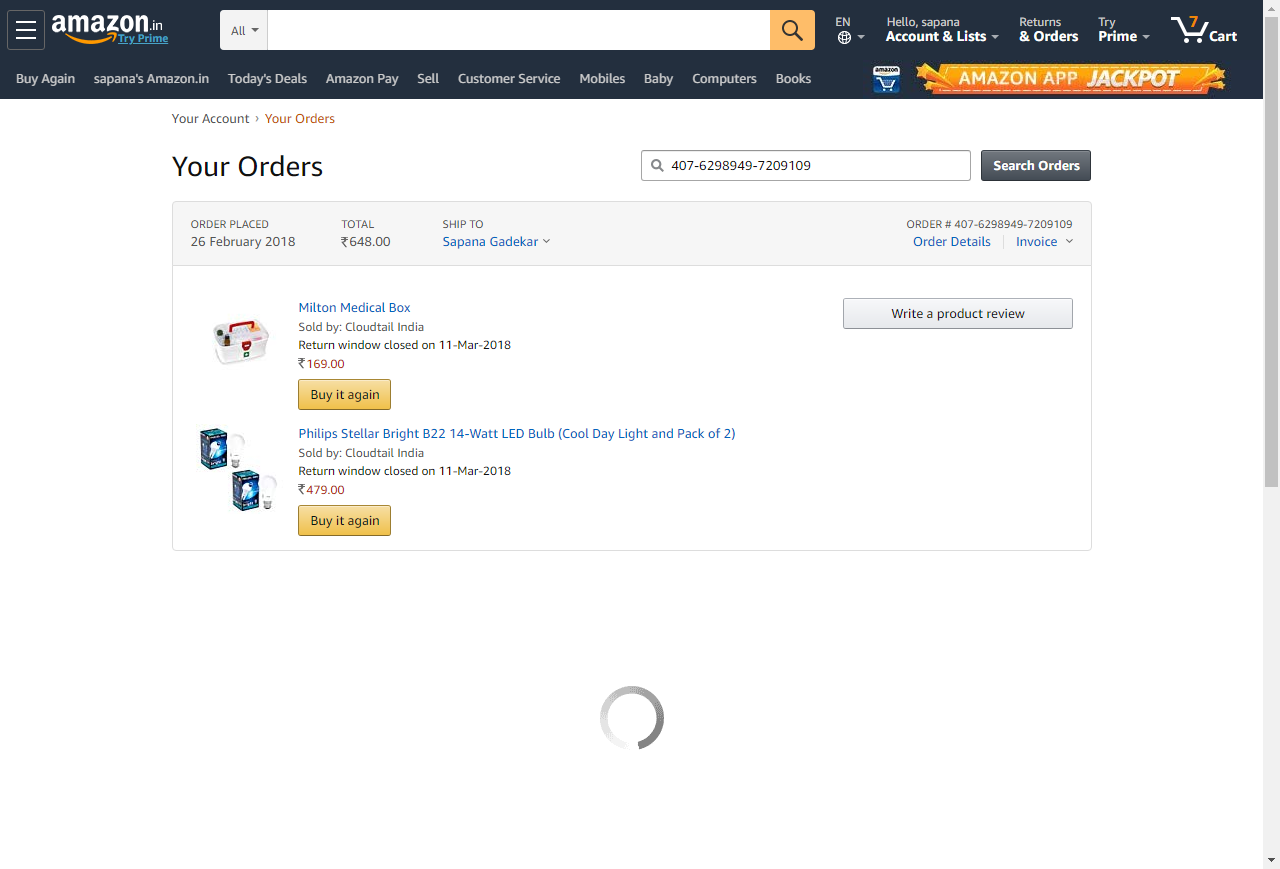 amazon.in
Try Prime
All
EN
Hello, sapana
Account & Lists
Returns
& Orders
Try
Prime
7
Cart
Buy Again
sapana's Amazon.in
Today's Deals
Amazon Pay
Sell
Customer Service
Mobiles
Baby
Computers
Books
amazon
AMAZON APP JACKPOT
Your Account › Your Orders
Your Orders
407-6298949-7209109
Search Orders
ORDER PLACED
26 February 2018
TOTAL
₹648.00
SHIP TO
Sapana Gadekar
ORDER # 407-6298949-7209109
Order Details
Invoice
Milton Medical Box
Sold by: Cloudtail India
Return window closed on 11-Mar-2018
₹169.00
Buy it again
Write a product review
Philips Stellar Bright B22 14-Watt LED Bulb (Cool Day Light and Pack of 2)
Sold by: Cloudtail India
Return window closed on 11-Mar-2018
₹479.00
Buy it again